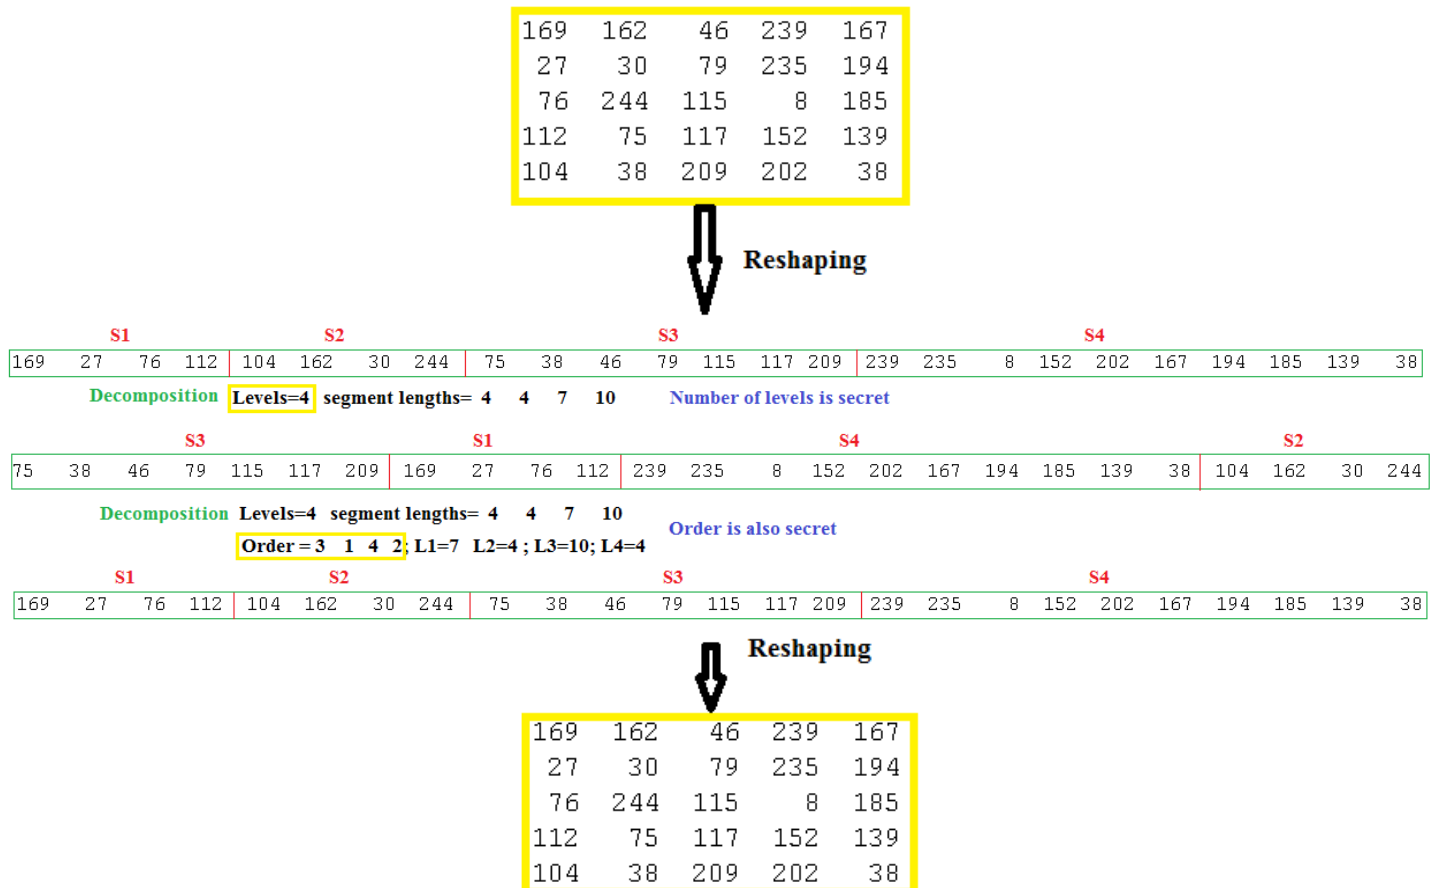 169 162 46 239 167
27 30 79 235 194
76 244 115 8 185
112 75 117 152 139
104 38 209 202 38
Reshaping
S1 S2 S3 S4
169 27 76 112 104 162 30 244 75 38 46 79 115 117 209 239 235 8 152 202 167 194 185 139 38
Decomposition Levels=4 segment lengths= 4 4 7 10 Number of levels is secret
S3 S1 S4 S2
75 38 46 79 115 117 209 169 27 76 112 239 235 8 152 202 167 194 185 139 38 104 162 30 244
Decomposition Levels=4 segment lengths= 4 4 7 10
Order is also secret
Order = 3 1 4 2; L1=7 L2=4 ; L3=10; L4=4
S1 S2 S3 S4
169 27 76 112 104 162 30 244 75 38 46 79 115 117 209 239 235 8 152 202 167 194 185 139 38
Reshaping
169 162 46 239 167
27 30 79 235 194
76 244 115 8 185
112 75 117 152 139
104 38 209 202 38